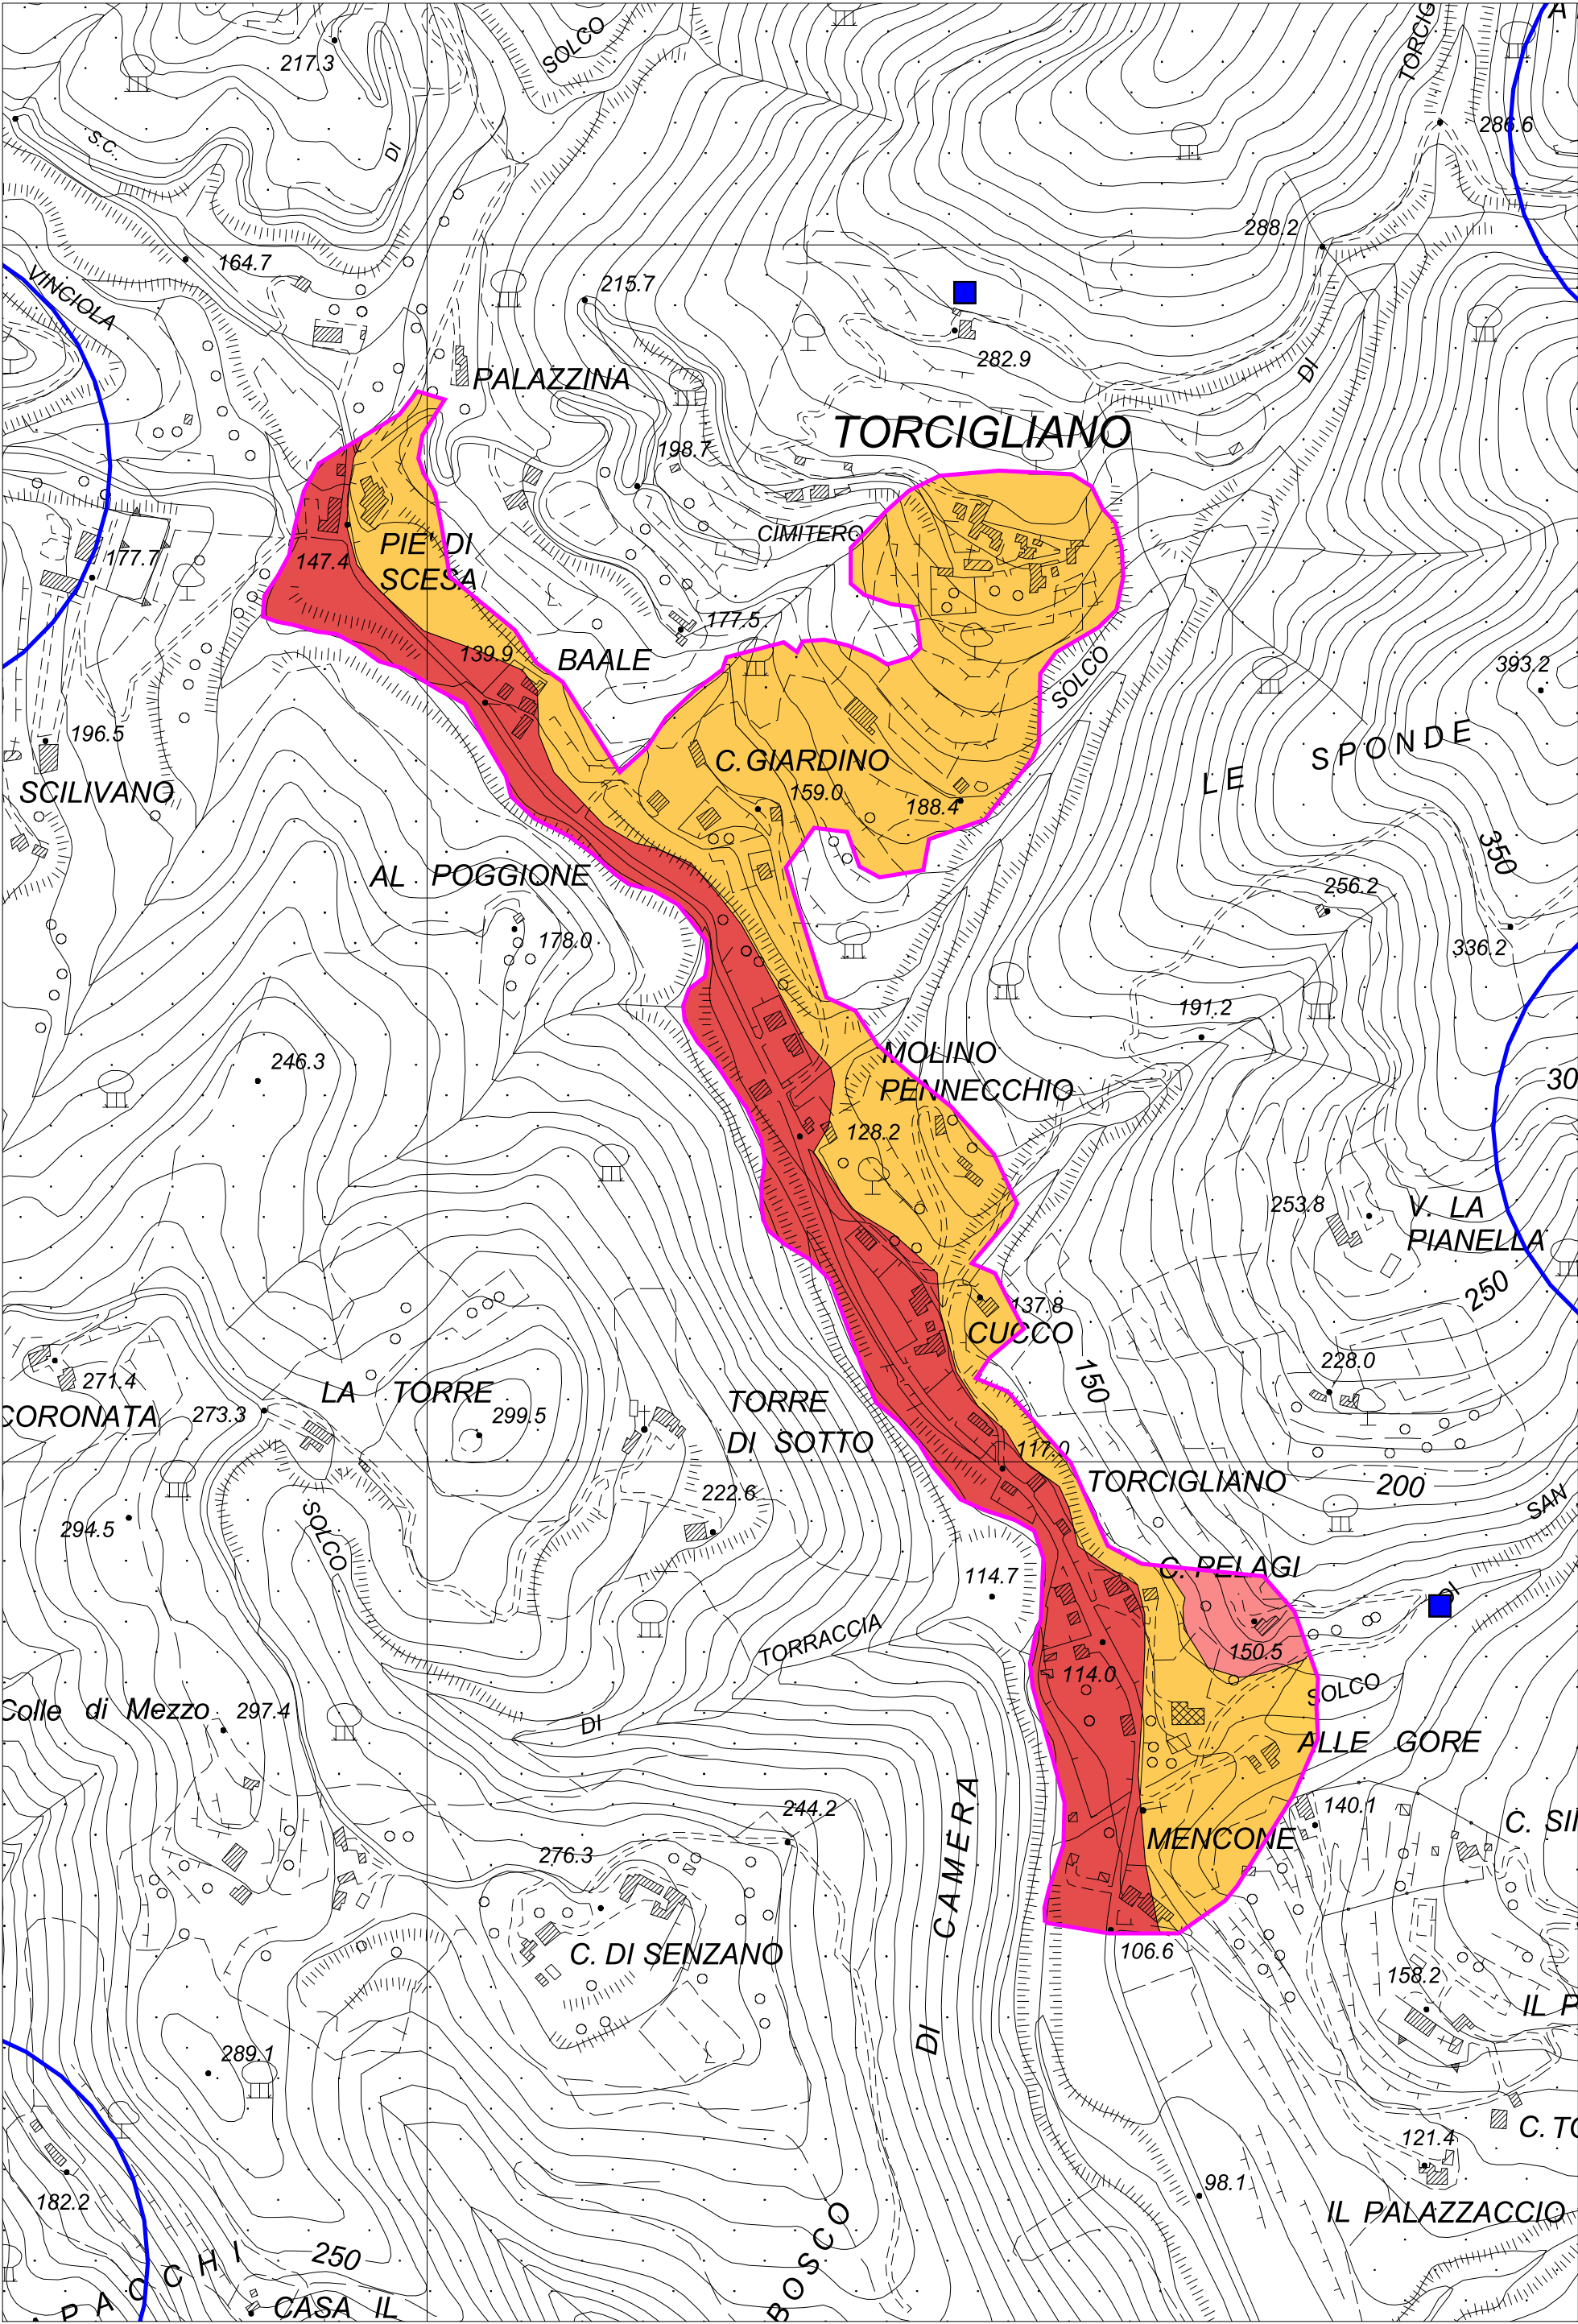 217.3
SOLCO
TORCIG
A
S.C.
DI
286.6
288.2
164.7
VINCIOLA
215.7
282.9
DI
PALAZZINA
TORCIGLIANO
198.7
CIMITERO
PIE' DI
SCESA
177.7
147.4
177.5
139.9
BAALE
SOLCO
393.2
196.5
SCILIVANO
C. GIARDINO
159.0
188.4
LE SPONDE
350
AL POGGIONE
256.2
178.0
336.2
191.2
246.3
MOLINO
PENNECCHIO
30
128.2
253.8
V. LA
PIANELLA
250
137.8
CUCCO
271.4
CORONATA
273.3
LA TORRE
299.5
TORRE
DI SOTTO
150
228.0
117.0
TORCIGLIANO
200
222.6
SAN
294.5
SOLCO
114.7
C. PELAGI
DI
TORRACCIA
150.5
114.0
SOLCO
Colle di Mezzo
297.4
DI
ALLE GORE
244.2
140.1
C. SII
276.3
MENCONE
C. DI SENZANO
DI CAMERA
106.6
158.2
IL P
289.1
121.4
C. TO
182.2
98.1
IL PALAZZACCIO
PACCHI
250
BOSCO
CASA IL